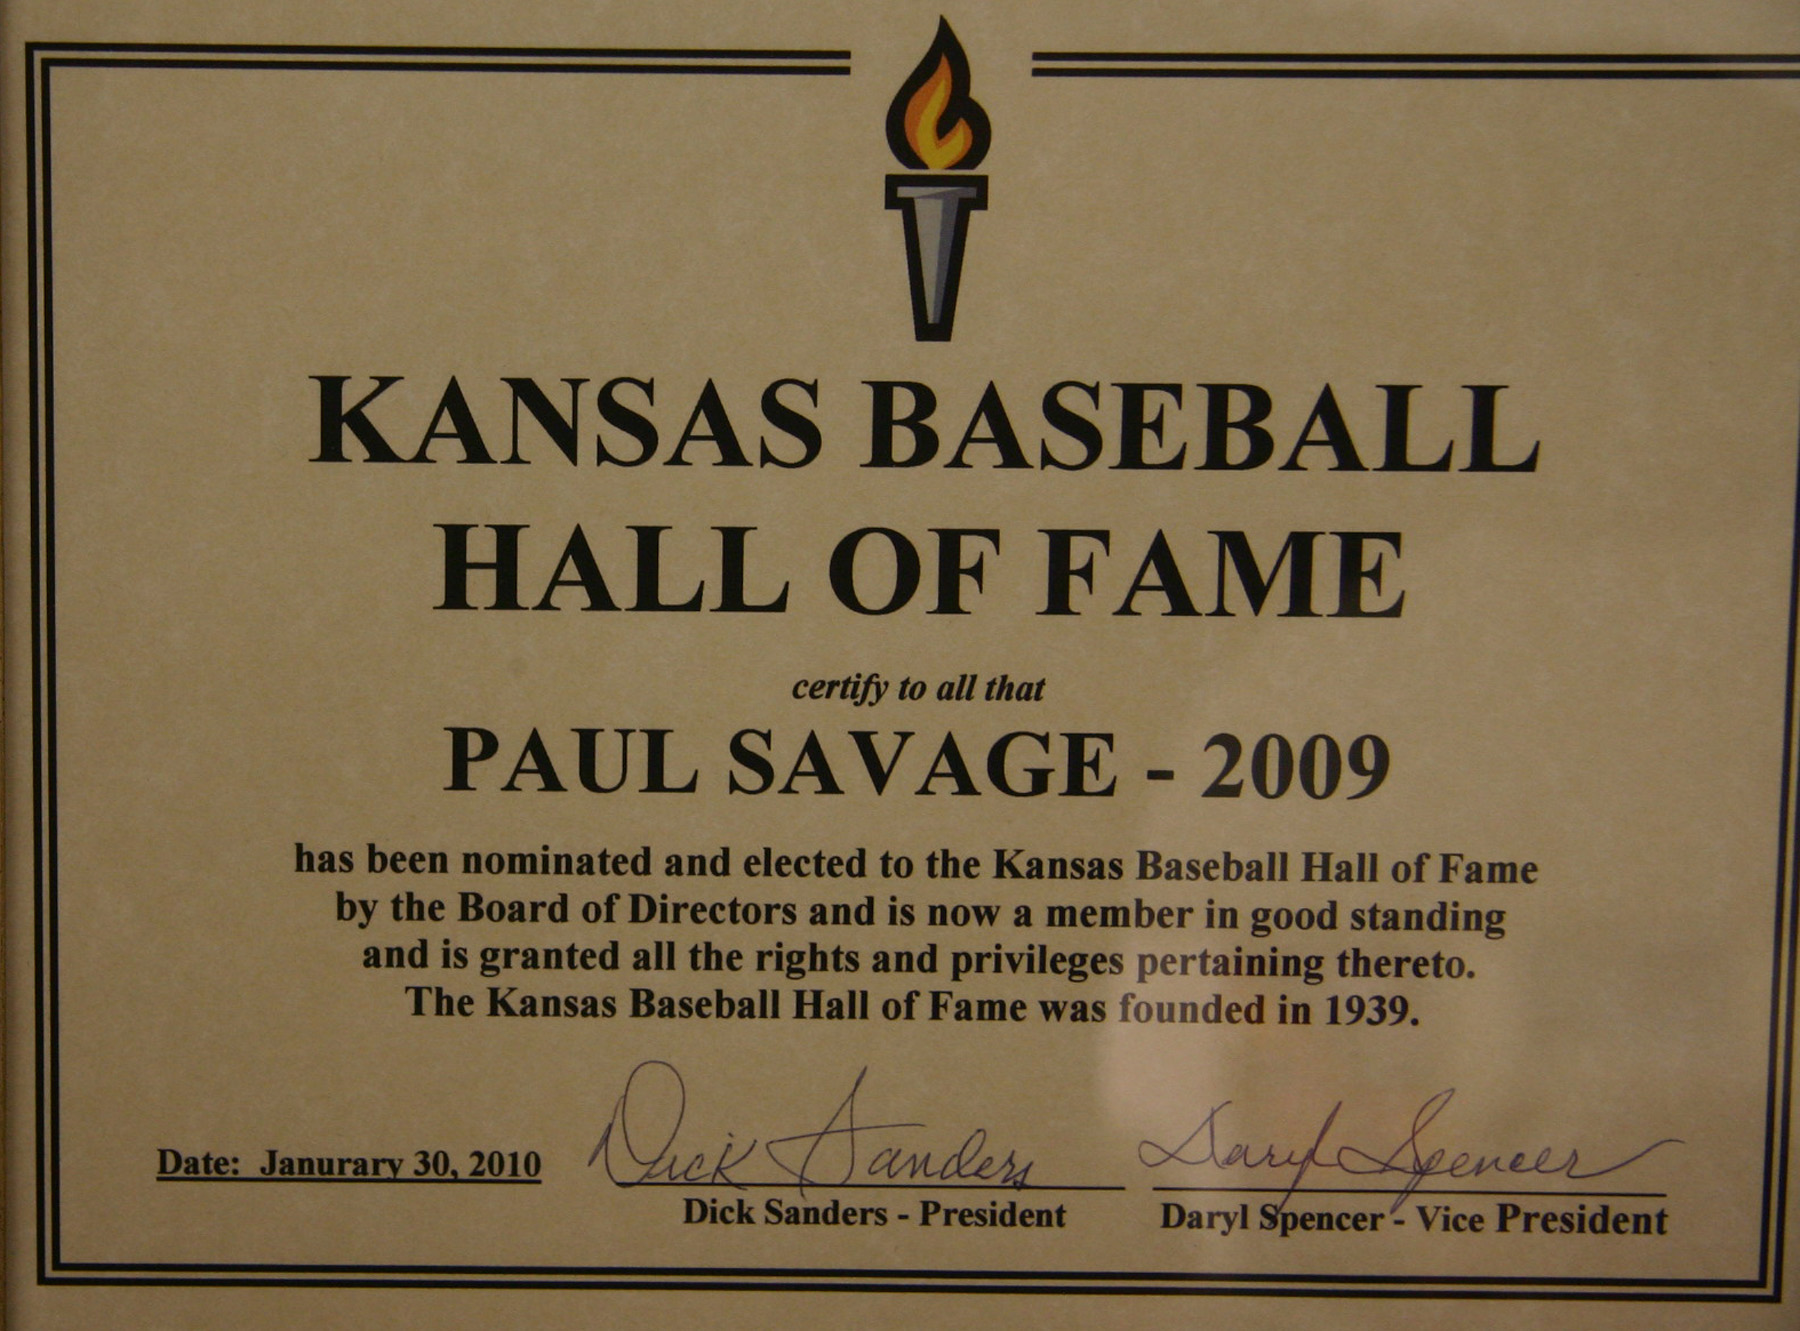 KANSAS BASEBALL
HALL OF FAME
certify to all that
PAUL SAVAGE - 2009
has been nominated and elected to the Kansas Baseball Hall of Fame
by the Board of Directors and is now a member in good standing
and is granted all the rights and privileges pertaining thereto.
The Kansas Baseball Hall of Fame was founded in 1939.
Dick Sanders Daryl Spencer
Date: Janurary 30, 2010
Dick Sanders - President Daryl Spencer - Vice President